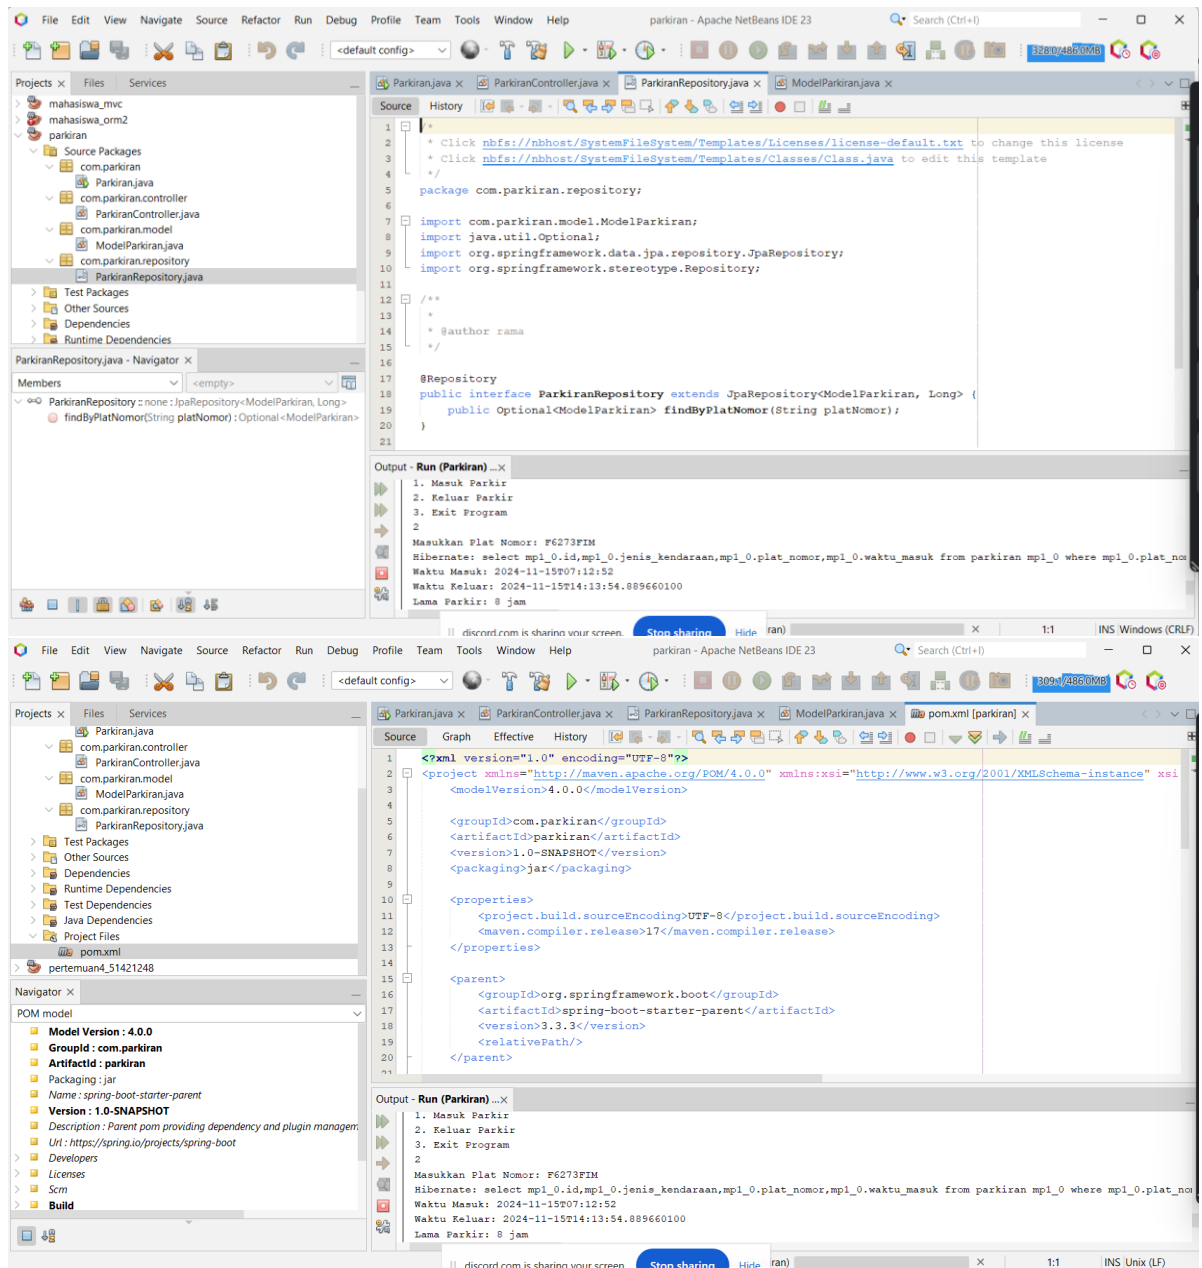 File Edit View Navigate Source Refactor Run Debug Profile Team Tools Window Help parkiran - Apache NetBeans IDE 23 Search (Ctrl+I)
<default config> 328.0/486.0MB
Projects Files Services
mahasiswa_mvc
mahasiswa_orm2
parkiran
Source Packages
com.parkiran
Parkiran.java
com.parkiran.controller
ParkiranController.java
com.parkiran.model
ModelParkiran.java
com.parkiran.repository
ParkiranRepository.java
Test Packages
Other Sources
Dependencies
Runtime Dependencies
ParkiranRepository.java - Navigator
Members <empty>
ParkiranRepository :: none : JpaRepository<ModelParkiran, Long>
findByPlatNomor(String platNomor) : Optional<ModelParkiran>
Parkiran.java ParkiranController.java ParkiranRepository.java ModelParkiran.java
Source History
1 /*
2 * Click nbfs://nbhost/SystemFileSystem/Templates/Licenses/license-default.txt to change this license
3 * Click nbfs://nbhost/SystemFileSystem/Templates/Classes/Class.java to edit this template
4 */
5 package com.parkiran.repository;
6
7 import com.parkiran.model.ModelParkiran;
8 import java.util.Optional;
9 import org.springframework.data.jpa.repository.JpaRepository;
10 import org.springframework.stereotype.Repository;
11
12 /**
13 *
14 * @author rama
15 */
16
17 @Repository
18 public interface ParkiranRepository extends JpaRepository<ModelParkiran, Long> {
19 public Optional<ModelParkiran> findByPlatNomor(String platNomor);
20 }
21
Output - Run (Parkiran) ...
1. Masuk Parkir
2. Keluar Parkir
3. Exit Program
2
Masukkan Plat Nomor: F6273FIM
Hibernate: select mp1_0.id,mp1_0.jenis_kendaraan,mp1_0.plat_nomor,mp1_0.waktu_masuk from parkiran mp1_0 where mp1_0.plat_no
Waktu Masuk: 2024-11-15T07:12:52
Waktu Keluar: 2024-11-15T14:13:54.889660100
Lama Parkir: 8 jam
discord.com is sharing your screen. Stop sharing Hide ran) 1:1 INS Windows (CRLF)
File Edit View Navigate Source Refactor Run Debug Profile Team Tools Window Help parkiran - Apache NetBeans IDE 23 Search (Ctrl+I)
<default config> 309.1/486.0MB
Projects Files Services
Parkiran.java
com.parkiran.controller
ParkiranController.java
com.parkiran.model
ModelParkiran.java
com.parkiran.repository
ParkiranRepository.java
Test Packages
Other Sources
Dependencies
Runtime Dependencies
Test Dependencies
Java Dependencies
Project Files
pom.xml
pertemuan4_51421248
Navigator
POM model
Model Version : 4.0.0
GroupId : com.parkiran
ArtifactId : parkiran
Packaging : jar
Name : spring-boot-starter-parent
Version : 1.0-SNAPSHOT
Description : Parent pom providing dependency and plugin managem
Url : https://spring.io/projects/spring-boot
Developers
Licenses
Scm
Build
Parkiran.java ParkiranController.java ParkiranRepository.java ModelParkiran.java pom.xml [parkiran]
Source Graph Effective History
1 <?xml version="1.0" encoding="UTF-8"?>
2 <project xmlns="http://maven.apache.org/POM/4.0.0" xmlns:xsi="http://www.w3.org/2001/XMLSchema-instance" xsi
3 <modelVersion>4.0.0</modelVersion>
4
5 <groupId>com.parkiran</groupId>
6 <artifactId>parkiran</artifactId>
7 <version>1.0-SNAPSHOT</version>
8 <packaging>jar</packaging>
9
10 <properties>
11 <project.build.sourceEncoding>UTF-8</project.build.sourceEncoding>
12 <maven.compiler.release>17</maven.compiler.release>
13 </properties>
14
15 <parent>
16 <groupId>org.springframework.boot</groupId>
17 <artifactId>spring-boot-starter-parent</artifactId>
18 <version>3.3.3</version>
19 <relativePath/>
20 </parent>
21
Output - Run (Parkiran) ...
1. Masuk Parkir
2. Keluar Parkir
3. Exit Program
2
Masukkan Plat Nomor: F6273FIM
Hibernate: select mp1_0.id,mp1_0.jenis_kendaraan,mp1_0.plat_nomor,mp1_0.waktu_masuk from parkiran mp1_0 where mp1_0.plat_no
Waktu Masuk: 2024-11-15T07:12:52
Waktu Keluar: 2024-11-15T14:13:54.889660100
Lama Parkir: 8 jam
discord.com is sharing your screen. Stop sharing Hide ran) 1:1 INS Unix (LF)